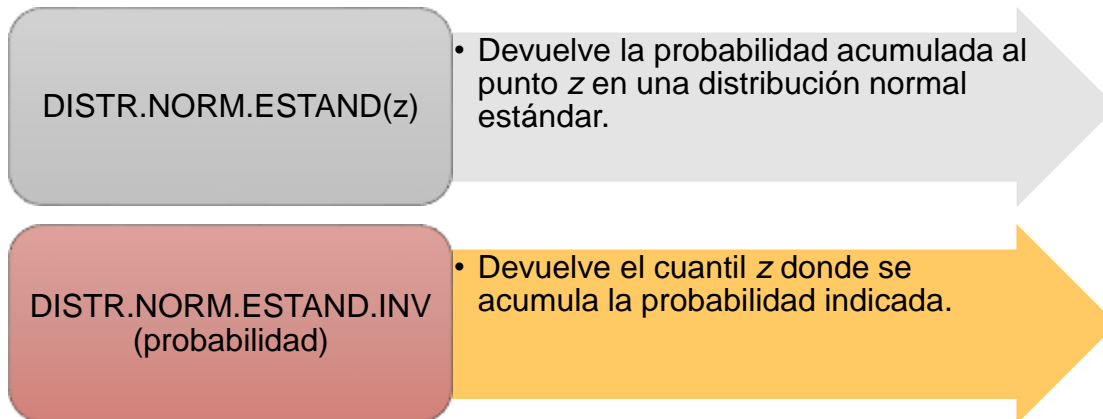 DISTR.NORM.ESTAND(z)
• Devuelve la probabilidad acumulada al
punto z en una distribución normal
estándar.
DISTR.NORM.ESTAND.INV
(probabilidad)
• Devuelve el cuantil z donde se
acumula la probabilidad indicada.